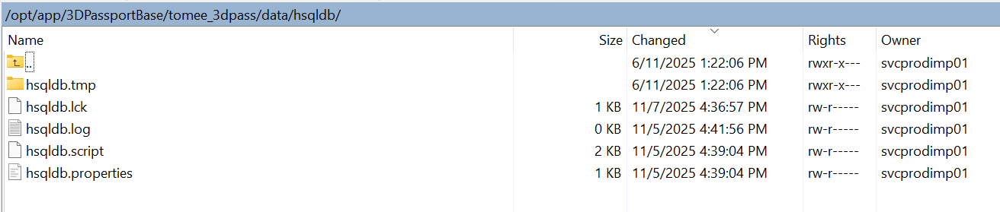 /opt/app/3DPassportBase/tomee_3dpass/data/hsqldb/
Name Size Changed Rights Owner
.. 6/11/2025 1:22:06 PM rwxr-x--- svcprodimp01
hsqldb.tmp 6/11/2025 1:22:06 PM rwxr-x--- svcprodimp01
hsqldb.lck 1 KB 11/7/2025 4:36:57 PM rw-r----- svcprodimp01
hsqldb.log 0 KB 11/5/2025 4:41:56 PM rw-r----- svcprodimp01
hsqldb.script 2 KB 11/5/2025 4:39:04 PM rw-r----- svcprodimp01
hsqldb.properties 1 KB 11/5/2025 4:39:04 PM rw-r----- svcprodimp01